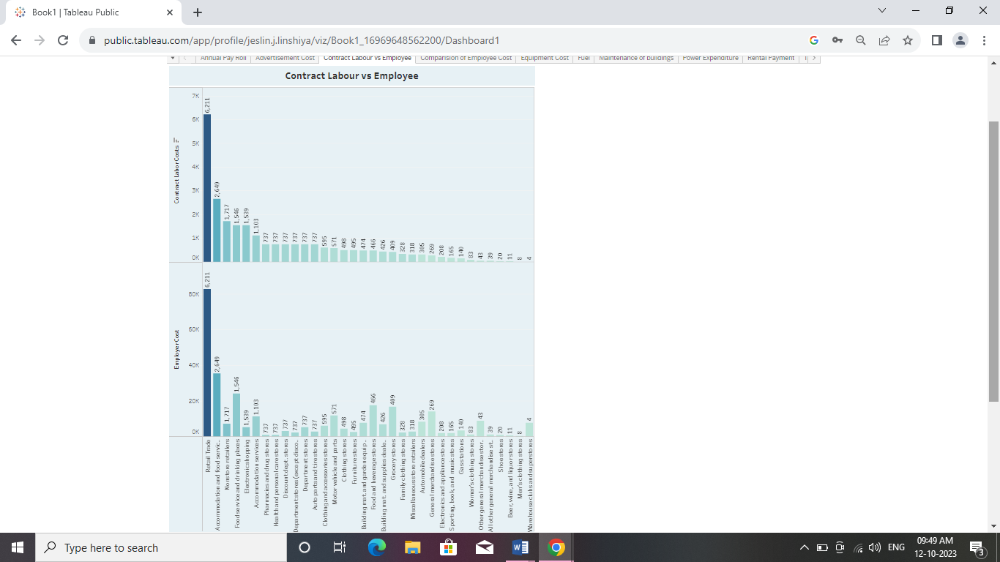 Book1 | Tableau Public
public.tableau.com/app/profile/jeslin.j.linshiya/viz/Book1_16969648562200/Dashboard1
Annual Pay Roll
Advertisement Cost
Contract Labour vs Employee
Comparision of Employee Cost
Equipment Cost
Fuel
Maintenance of buildings
Power Expenditure
Rental Payment
Contract Labour vs Employee
Contract Labor Costs
7K
6K
5K
4K
3K
2K
1K
0K
6,211
2,649
1,717
1,546
1,539
1,103
737
737
737
737
737
737
595
571
498
495
474
466
426
409
328
318
305
269
208
165
140
83
43
39
20
11
8
4
Employer Cost
80K
60K
40K
20K
0K
6,211
2,649
1,717
1,546
1,539
1,103
737
737
737
737
737
737
595
571
498
495
474
466
426
409
328
318
305
269
208
165
140
83
43
39
20
11
8
4
Retail Trade
Accommodation and food servic..
Nonstore retailers
Food service and drinking places
Electronic shopping
Accommodation services
Pharmacies and drug stores
Health and personal care stores
Discount dept. stores
Department stores (except disco..
Department stores
Auto parts and tire stores
Clothing and accessories stores
Motor vehicle and parts
Clothing stores
Furniture stores
Building mat. and garden equip..
Food and beverage stores
Building mat. and supplies deale..
Grocery stores
Family clothing stores
Miscellaneous store retailers
Automobile dealers
General merchandise stores
Electronics and appliance stores
Sporting, book, and music stores
Gas stations
Women's clothing stores
Other general merchandise stor..
All other general merchandise st..
Shoe stores
Beer, wine, and liquor stores
Men's clothing stores
Warehouse clubs and superstores
Type here to search
ENG
09:49 AM
12-10-2023
3